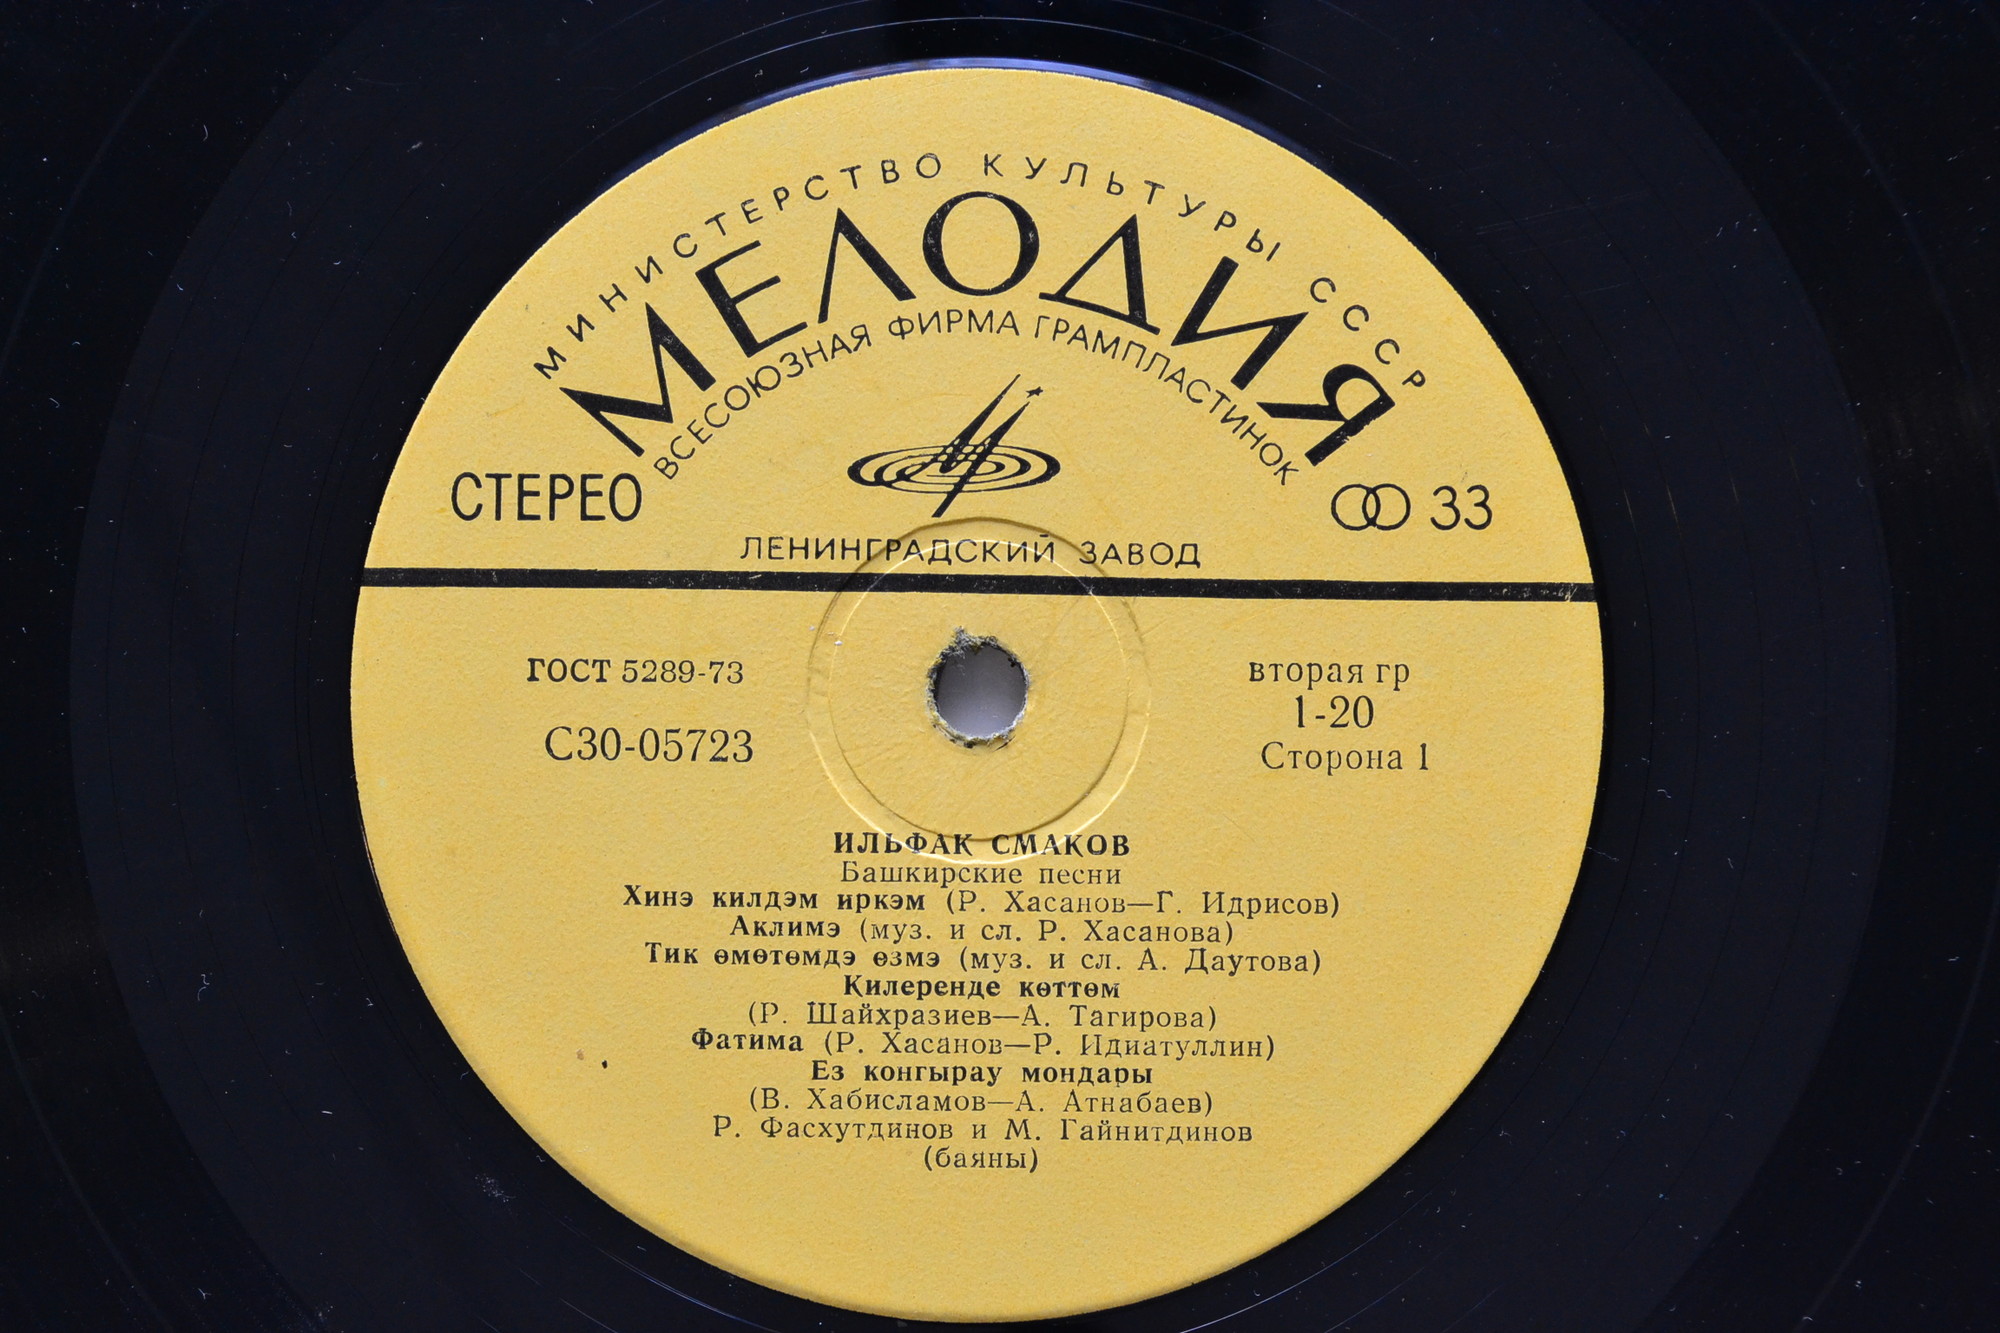 МИНИСТЕРСТВО КУЛЬТУРЫ СССР
МЕЛОДИЯ
ВСЕСОЮЗНАЯ ФИРМА ГРАМПЛАСТИНОК
СТЕРЕО
33
ЛЕНИНГРАДСКИЙ ЗАВОД
ГОСТ 5289-73
вторая гр
1-20
С30-05723
Сторона 1
ИЛЬФАК СМАКОВ
Башкирские песни
Хинэ килдэм иркэм (Р. Хасанов—Г. Идрисов)
Аклимэ (муз. и сл. Р. Хасанова)
Тик өмөтөмдэ өзмэ (муз. и сл. А. Даутова)
Килеренде көттөм
(Р. Шайхразиев—А. Тагирова)
Фатима (Р. Хасанов—Р. Идиатуллин)
Ез конгырау мондары
(В. Хабисламов—А. Атнабаев)
Р. Фасхутдинов и М. Гайнитдинов
(баяны)